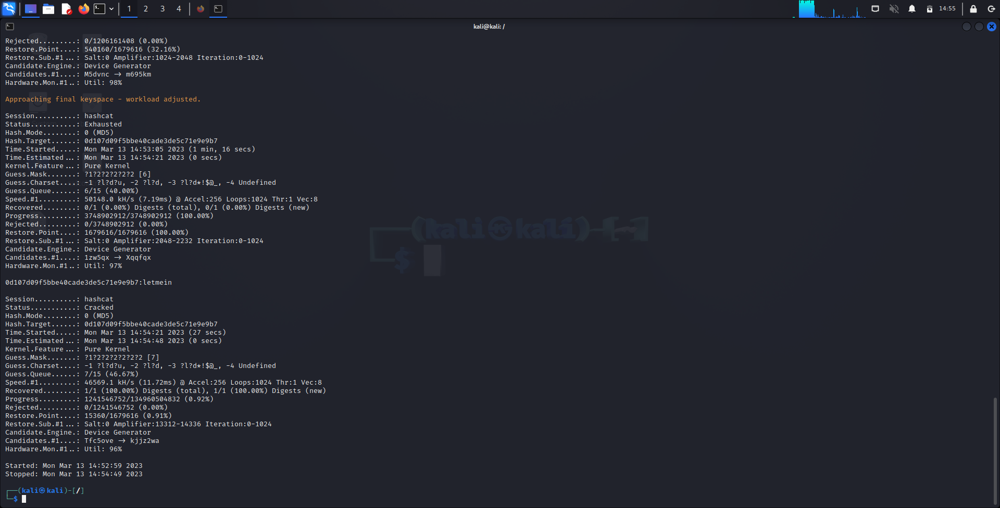 1 2 3 4 14:55
kali@kali: /
Rejected.........: 0/1206161408 (0.00%)
Restore.Point....: 540160/1679616 (32.16%)
Restore.Sub.#1...: Salt:0 Amplifier:1024-2048 Iteration:0-1024
Candidate.Engine.: Device Generator
Candidates.#1....: M5dvnc -> m695km
Hardware.Mon.#1..: Util: 98%
Approaching final keyspace - workload adjusted.
Session..........: hashcat
Status...........: Exhausted
Hash.Mode........: 0 (MD5)
Hash.Target......: 0d107d09f5bbe40cade3de5c71e9e9b7
Time.Started.....: Mon Mar 13 14:53:05 2023 (1 min, 16 secs)
Time.Estimated...: Mon Mar 13 14:54:21 2023 (0 secs)
Kernel.Feature...: Pure Kernel
Guess.Mask.......: ?1?2?2?2?2?2 [6]
Guess.Charset....: -1 ?l?d?u, -2 ?l?d, -3 ?l?d*!$@_, -4 Undefined
Guess.Queue......: 6/15 (40.00%)
Speed.#1.........: 50148.0 kH/s (7.19ms) @ Accel:256 Loops:1024 Thr:1 Vec:8
Recovered........: 0/1 (0.00%) Digests (total), 0/1 (0.00%) Digests (new)
Progress.........: 3748902912/3748902912 (100.00%)
Rejected.........: 0/3748902912 (0.00%)
Restore.Point....: 1679616/1679616 (100.00%)
Restore.Sub.#1...: Salt:0 Amplifier:2048-2232 Iteration:0-1024
Candidate.Engine.: Device Generator
Candidates.#1....: 1zw5qx -> Xqqfqx
Hardware.Mon.#1..: Util: 97%
0d107d09f5bbe40cade3de5c71e9e9b7:letmein
Session..........: hashcat
Status...........: Cracked
Hash.Mode........: 0 (MD5)
Hash.Target......: 0d107d09f5bbe40cade3de5c71e9e9b7
Time.Started.....: Mon Mar 13 14:54:21 2023 (27 secs)
Time.Estimated...: Mon Mar 13 14:54:48 2023 (0 secs)
Kernel.Feature...: Pure Kernel
Guess.Mask.......: ?1?2?2?2?2?2?2 [7]
Guess.Charset....: -1 ?l?d?u, -2 ?l?d, -3 ?l?d*!$@_, -4 Undefined
Guess.Queue......: 7/15 (46.67%)
Speed.#1.........: 46569.1 kH/s (11.72ms) @ Accel:256 Loops:1024 Thr:1 Vec:8
Recovered........: 1/1 (100.00%) Digests (total), 1/1 (100.00%) Digests (new)
Progress.........: 1241546752/134960504832 (0.92%)
Rejected.........: 0/1241546752 (0.00%)
Restore.Point....: 15360/1679616 (0.91%)
Restore.Sub.#1...: Salt:0 Amplifier:13312-14336 Iteration:0-1024
Candidate.Engine.: Device Generator
Candidates.#1....: Tfc5ove -> kjjz2wa
Hardware.Mon.#1..: Util: 96%
Started: Mon Mar 13 14:52:59 2023
Stopped: Mon Mar 13 14:54:49 2023
┌──(kali㉿kali)-[/]
└─$
(kali㉿kali)-[~]
$